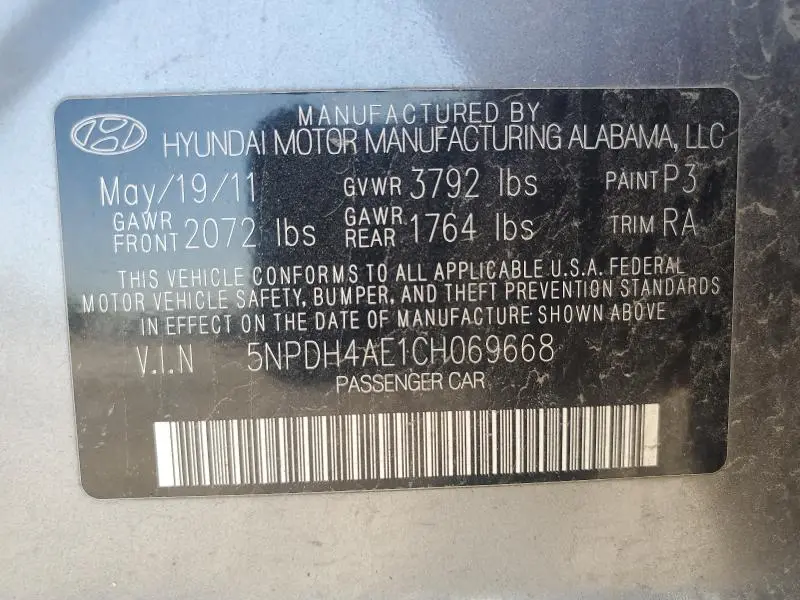 MANUFACTURED BY
HYUNDAI MOTOR MANUFACTURING ALABAMA, LLC
May/19/11 GVWR 3792 lbs PAINT P3
GAWR FRONT 2072 lbs GAWR REAR 1764 lbs TRIM RA
THIS VEHICLE CONFORMS TO ALL APPLICABLE U.S.A. FEDERAL
MOTOR VEHICLE SAFETY, BUMPER, AND THEFT PREVENTION STANDARDS
IN EFFECT ON THE DATE OF MANUFACTURE SHOWN ABOVE
V.I.N 5NPDH4AE1CH069668
PASSENGER CAR